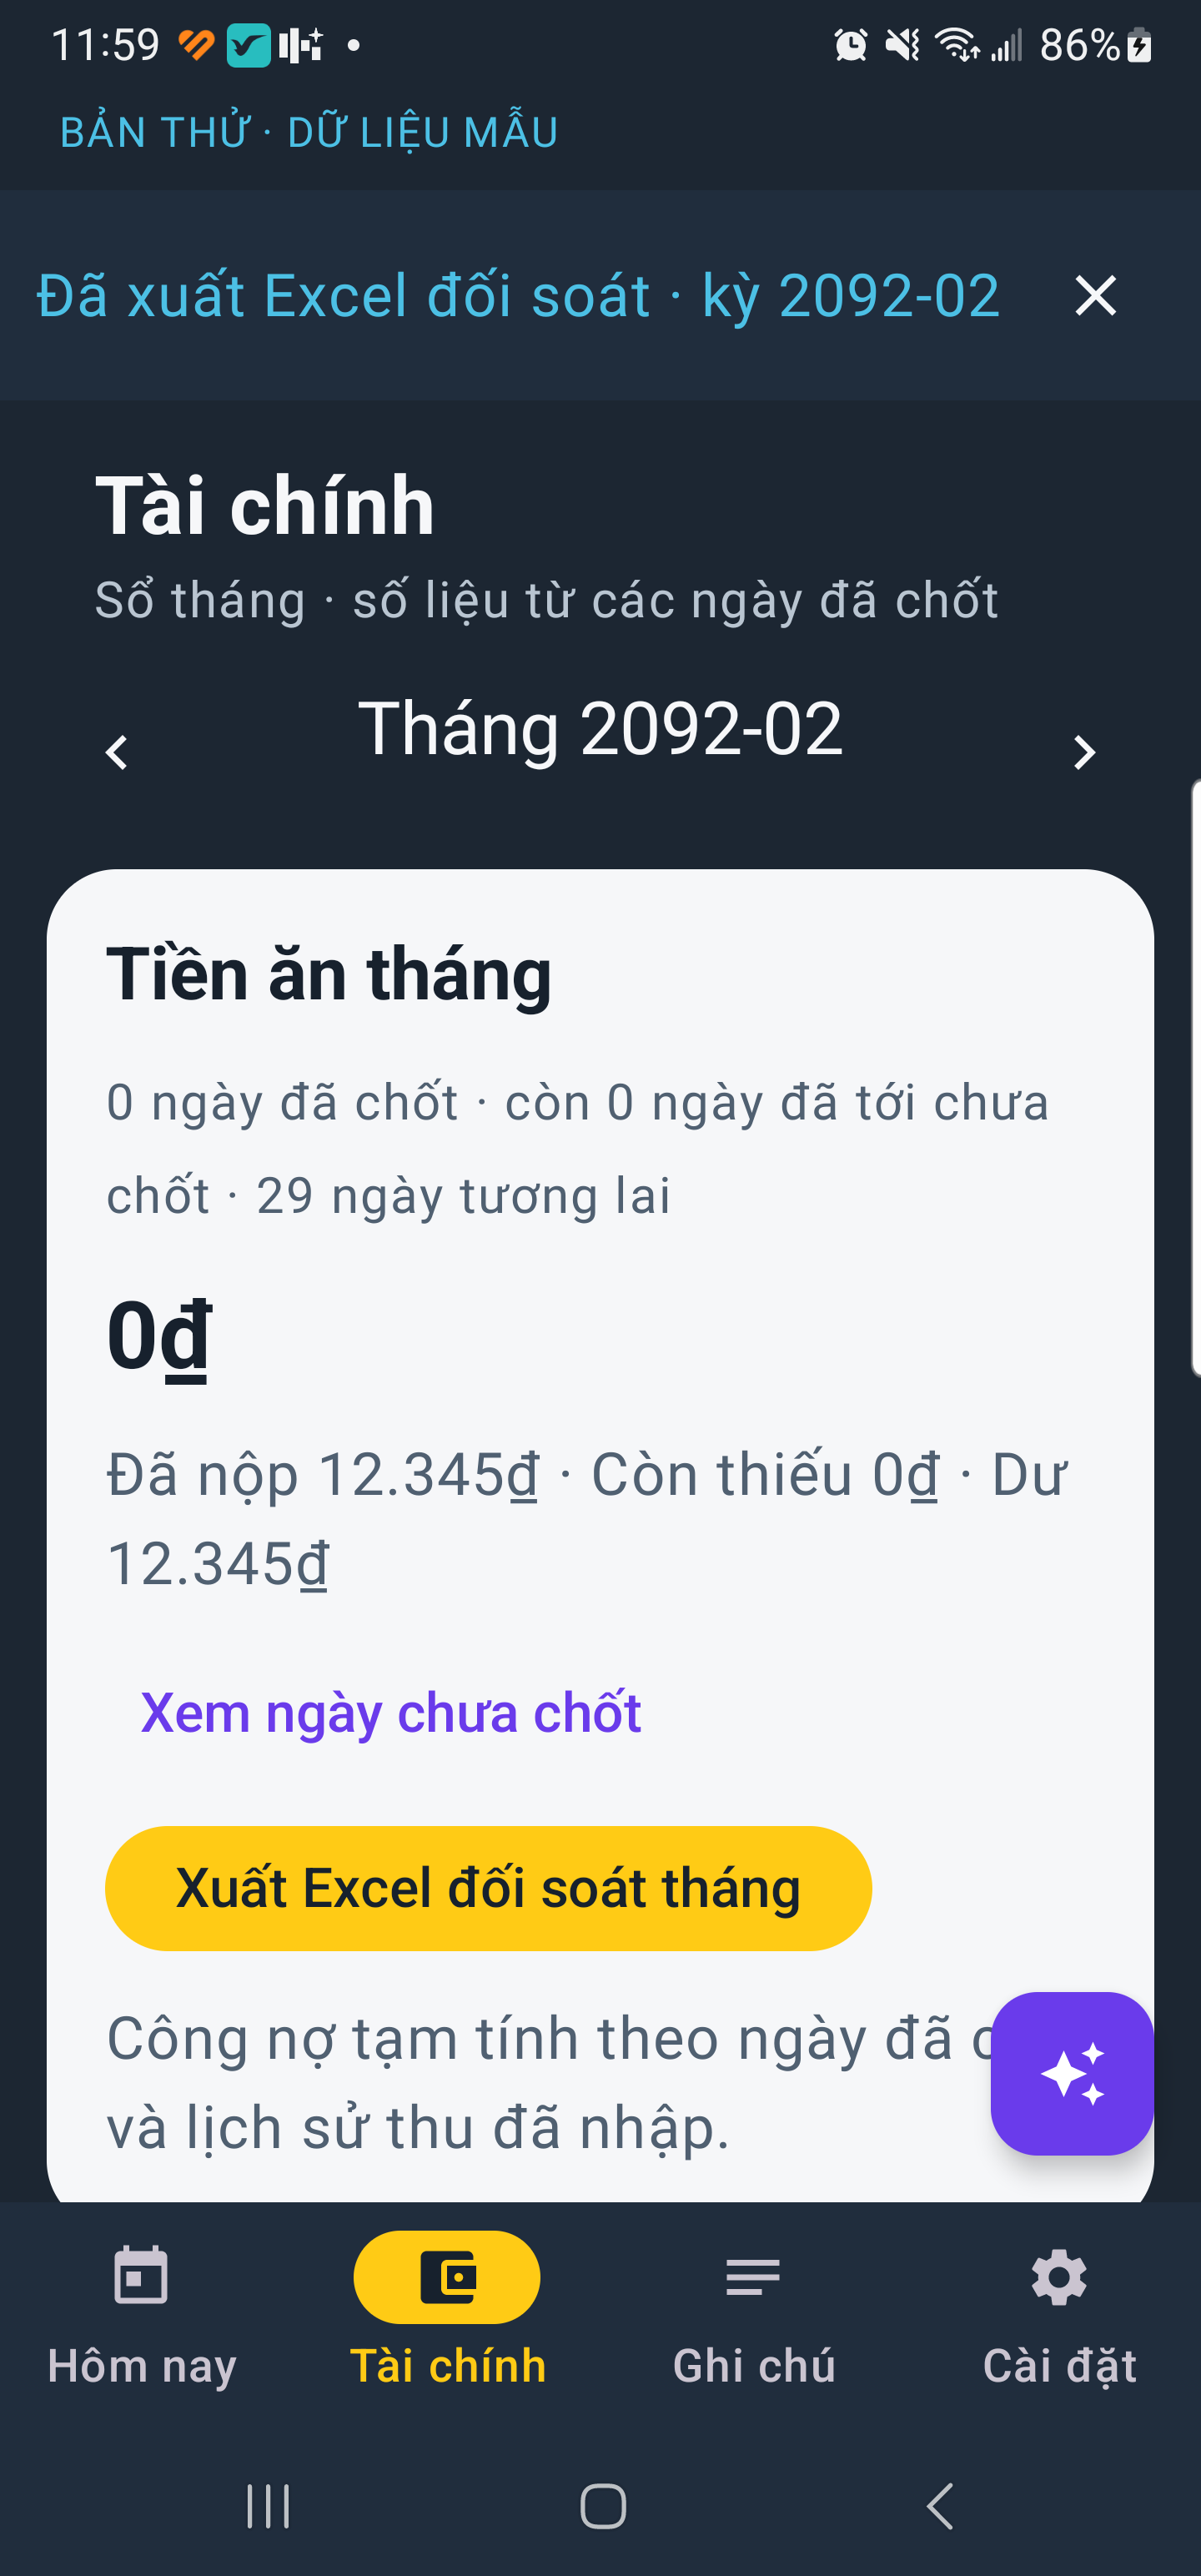 11:59
86%
BẢN THỬ · DỮ LIỆU MẪU
Đã xuất Excel đối soát · kỳ 2092-02
Tài chính
Sổ tháng · số liệu từ các ngày đã chốt
Tháng 2092-02
Tiền ăn tháng
0 ngày đã chốt · còn 0 ngày đã tới chưa
chốt · 29 ngày tương lai
0₫
Đã nộp 12.345₫ · Còn thiếu 0₫ · Dư
12.345₫
Xem ngày chưa chốt
Xuất Excel đối soát tháng
Công nợ tạm tính theo ngày đã
và lịch sử thu đã nhập.
Hôm nay
Tài chính
Ghi chú
Cài đặt